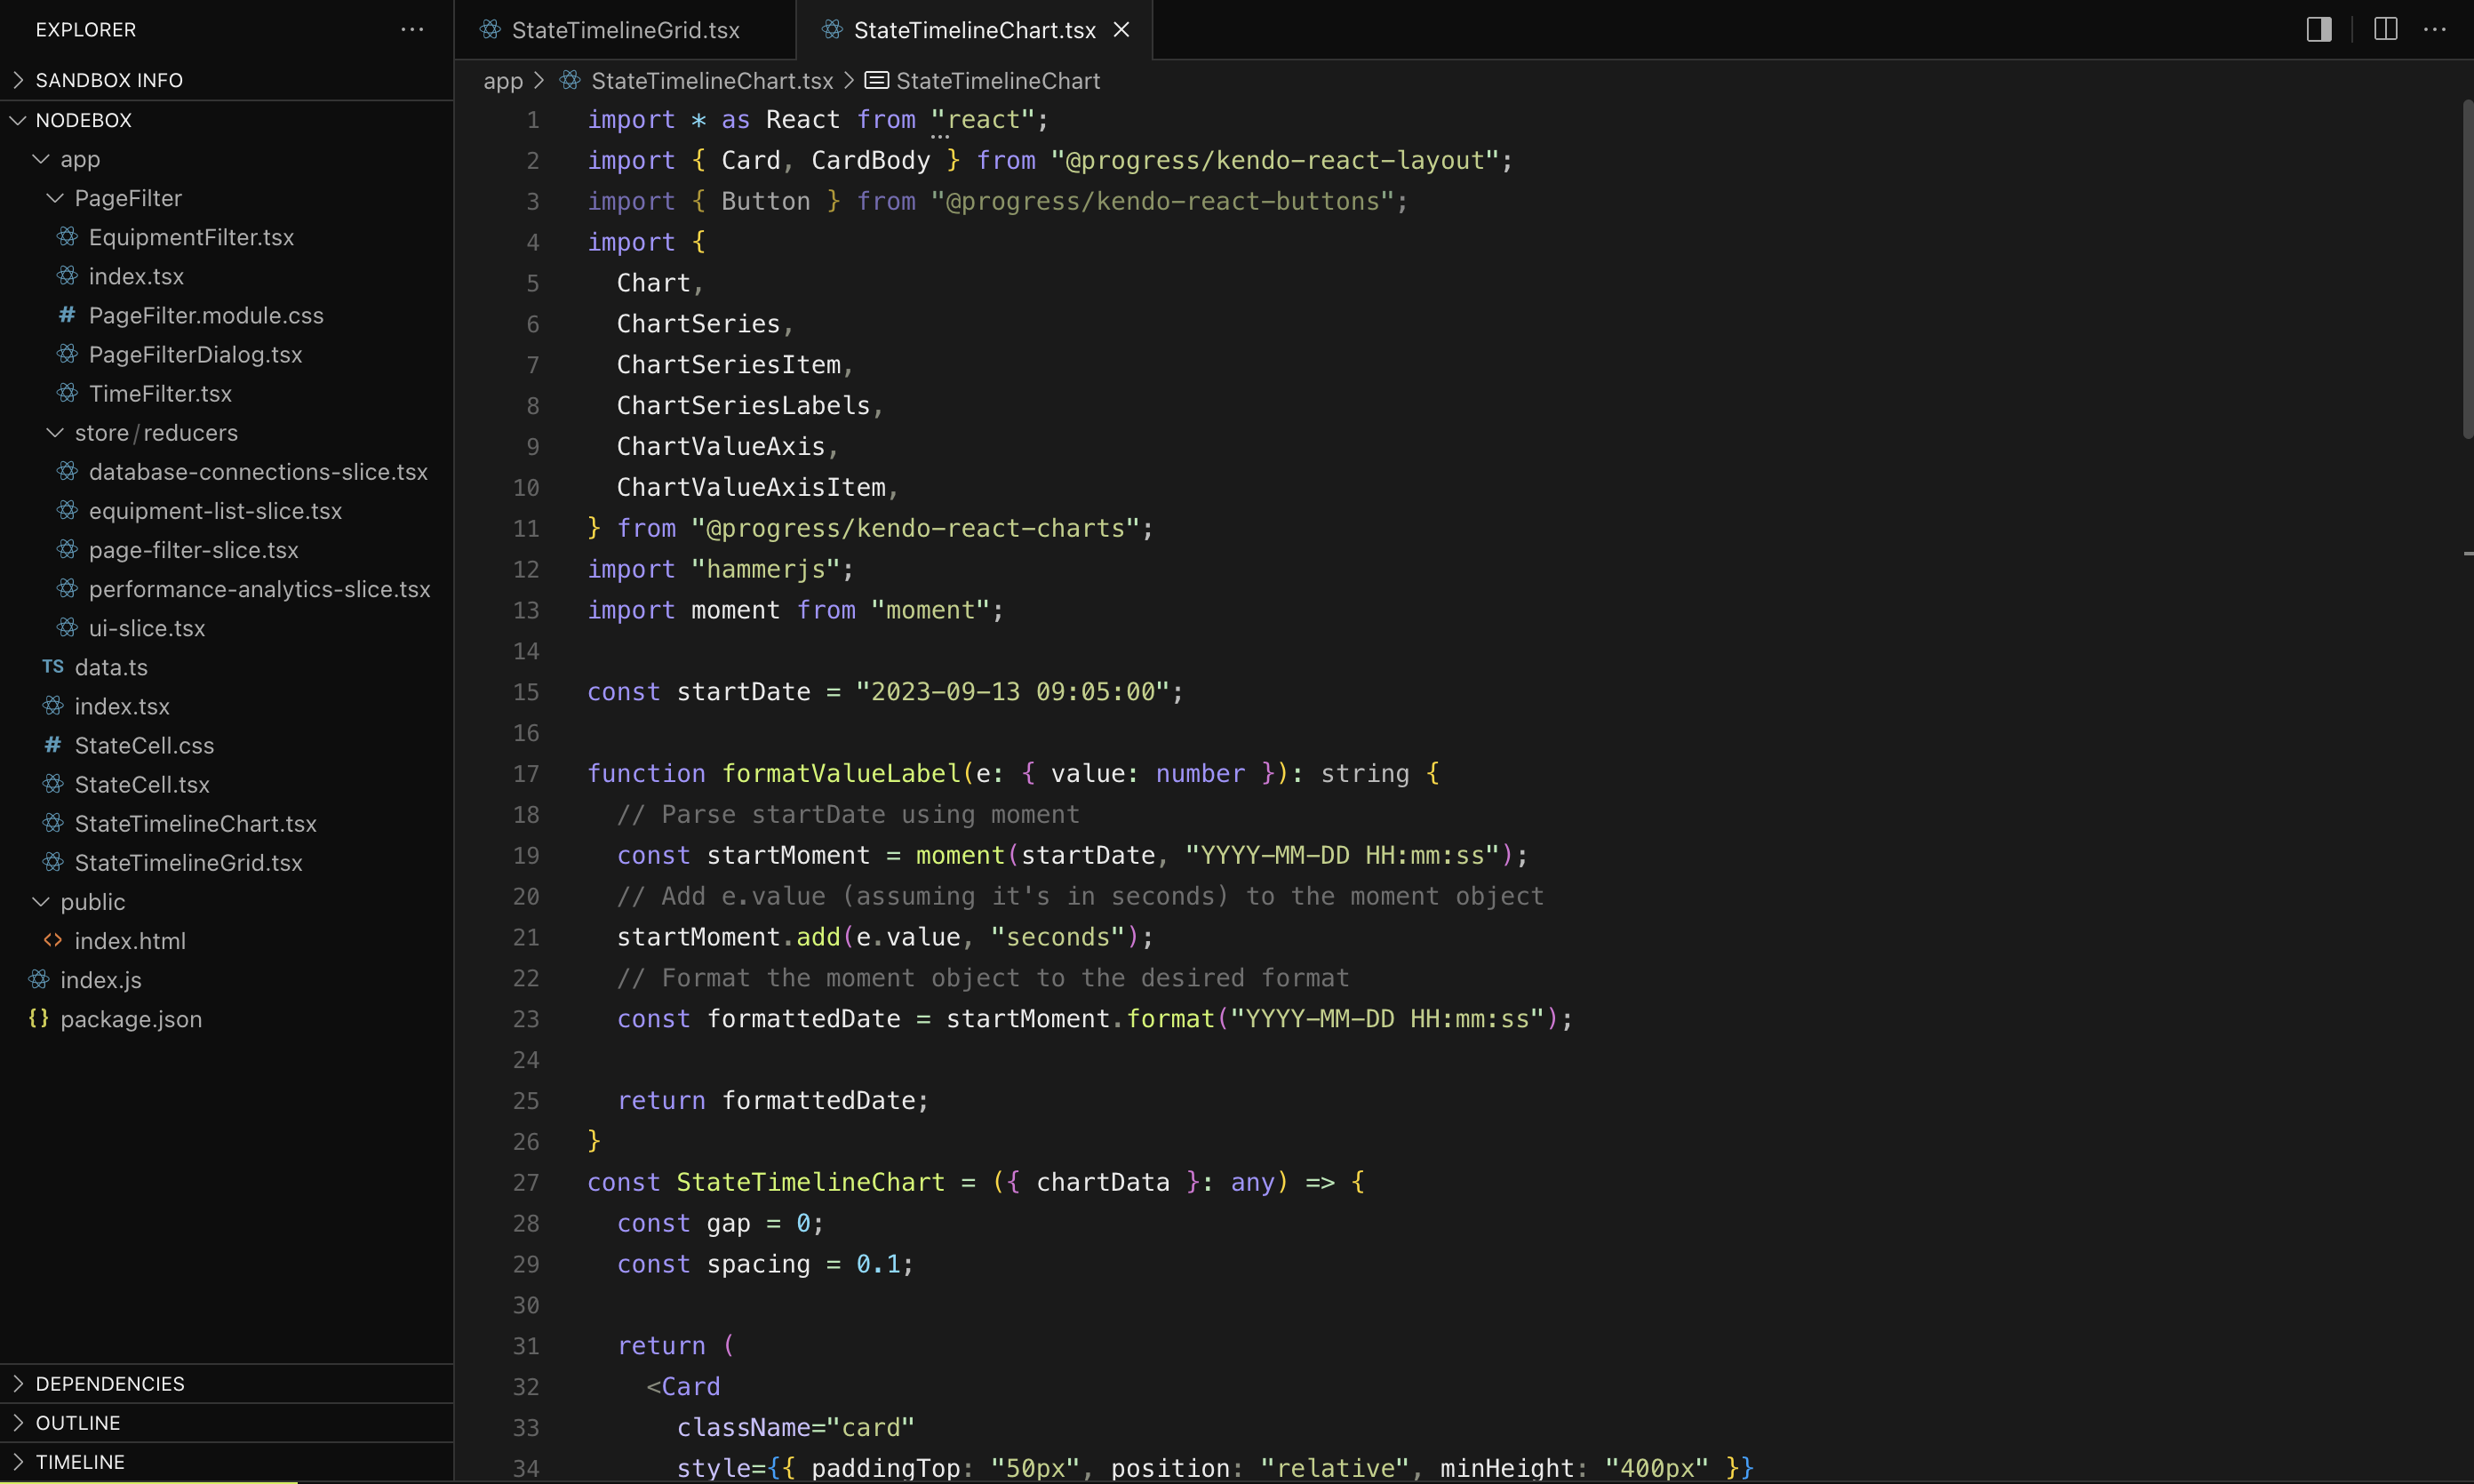 EXPLORER
SANDBOX INFO
NODEBOX
app
PageFilter
EquipmentFilter.tsx
index.tsx
# PageFilter.module.css
PageFilterDialog.tsx
TimeFilter.tsx
store/reducers
database-connections-slice.tsx
equipment-list-slice.tsx
page-filter-slice.tsx
performance-analytics-slice.tsx
ui-slice.tsx
TS data.ts
index.tsx
# StateCell.css
StateCell.tsx
StateTimelineChart.tsx
StateTimelineGrid.tsx
public
<> index.html
index.js
{} package.json
DEPENDENCIES
OUTLINE
TIMELINE
StateTimelineGrid.tsx
StateTimelineChart.tsx
app > StateTimelineChart.tsx > StateTimelineChart
1 import * as React from "react";
2 import { Card, CardBody } from "@progress/kendo-react-layout";
3 import { Button } from "@progress/kendo-react-buttons";
4 import {
5 Chart,
6 ChartSeries,
7 ChartSeriesItem,
8 ChartSeriesLabels,
9 ChartValueAxis,
10 ChartValueAxisItem,
11 } from "@progress/kendo-react-charts";
12 import "hammerjs";
13 import moment from "moment";
14
15 const startDate = "2023-09-13 09:05:00";
16
17 function formatValueLabel(e: { value: number }): string {
18 // Parse startDate using moment
19 const startMoment = moment(startDate, "YYYY-MM-DD HH:mm:ss");
20 // Add e.value (assuming it's in seconds) to the moment object
21 startMoment.add(e.value, "seconds");
22 // Format the moment object to the desired format
23 const formattedDate = startMoment.format("YYYY-MM-DD HH:mm:ss");
24
25 return formattedDate;
26 }
27 const StateTimelineChart = ({ chartData }: any) => {
28 const gap = 0;
29 const spacing = 0.1;
30
31 return (
32 <Card
33 className="card"
34 style={{ paddingTop: "50px", position: "relative", minHeight: "400px" }}